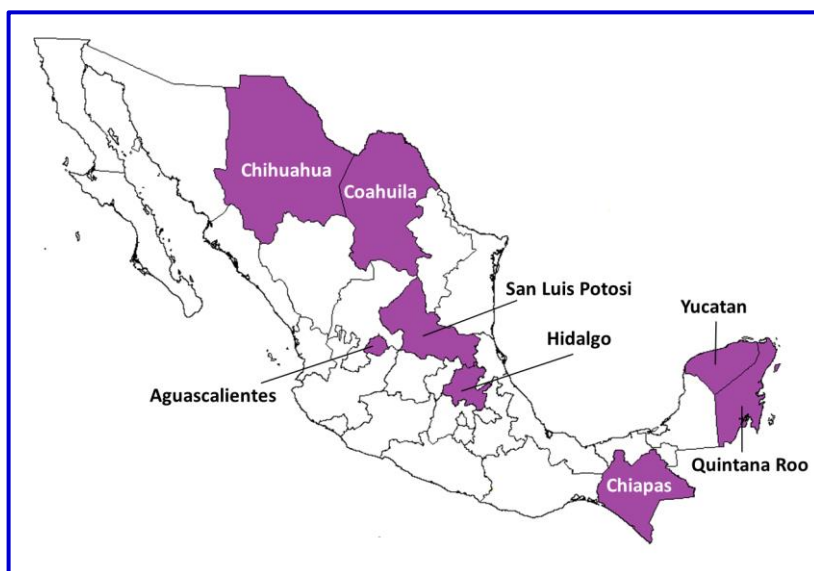 Chihuahua
Coahuila
San Luis Potosi
Yucatan
Hidalgo
Aguascalientes
Quintana Roo
Chiapas